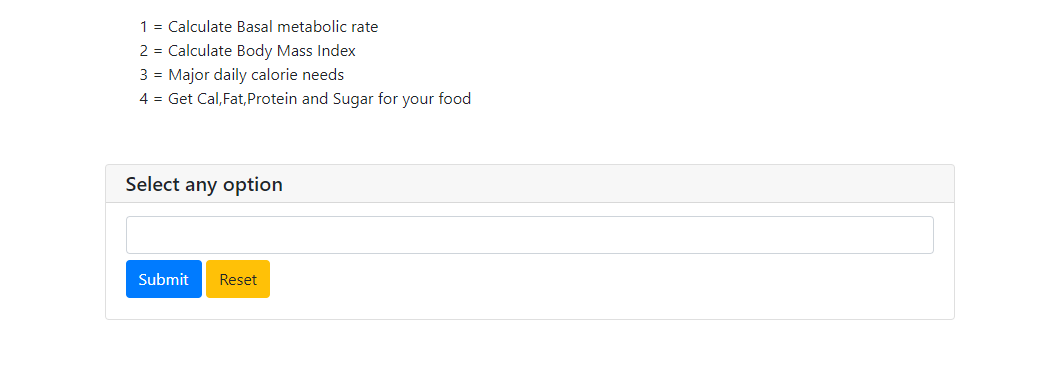 1 = Calculate Basal metabolic rate
2 = Calculate Body Mass Index
3 = Major daily calorie needs
4 = Get Cal,Fat,Protein and Sugar for your food
Select any option
Submit Reset